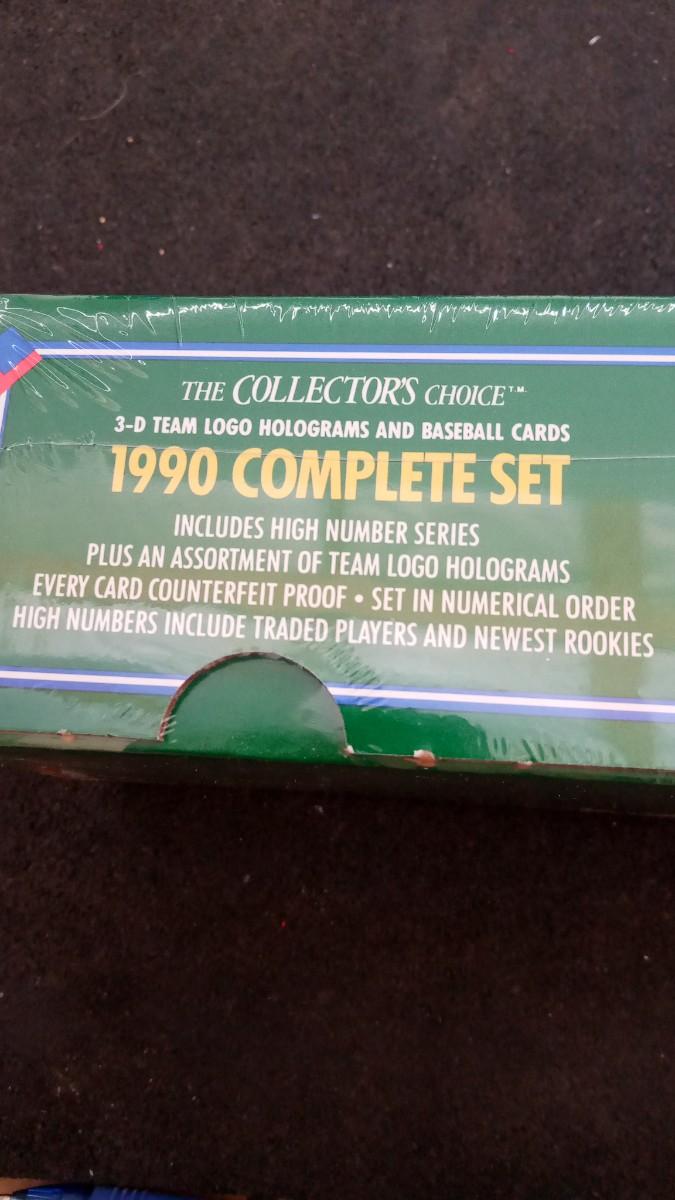 THE COLLECTOR'S CHOICE™
3-D TEAM LOGO HOLOGRAMS AND BASEBALL CARDS
1990 COMPLETE SET
INCLUDES HIGH NUMBER SERIES
PLUS AN ASSORTMENT OF TEAM LOGO HOLOGRAMS
EVERY CARD COUNTERFEIT PROOF • SET IN NUMERICAL ORDER
HIGH NUMBERS INCLUDE TRADED PLAYERS AND NEWEST ROOKIES